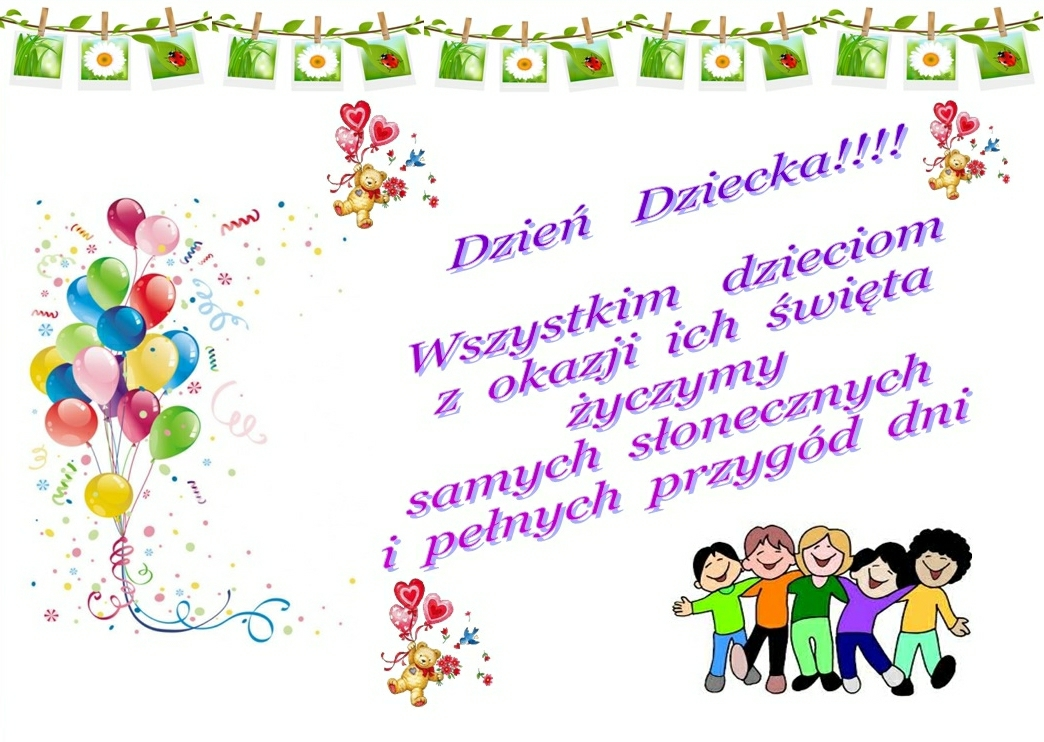 Dzień Dziecka!!!!
Wszystkim dzieciom
z okazji ich święta
życzymy
samych słonecznych
i pełnych przygód dni